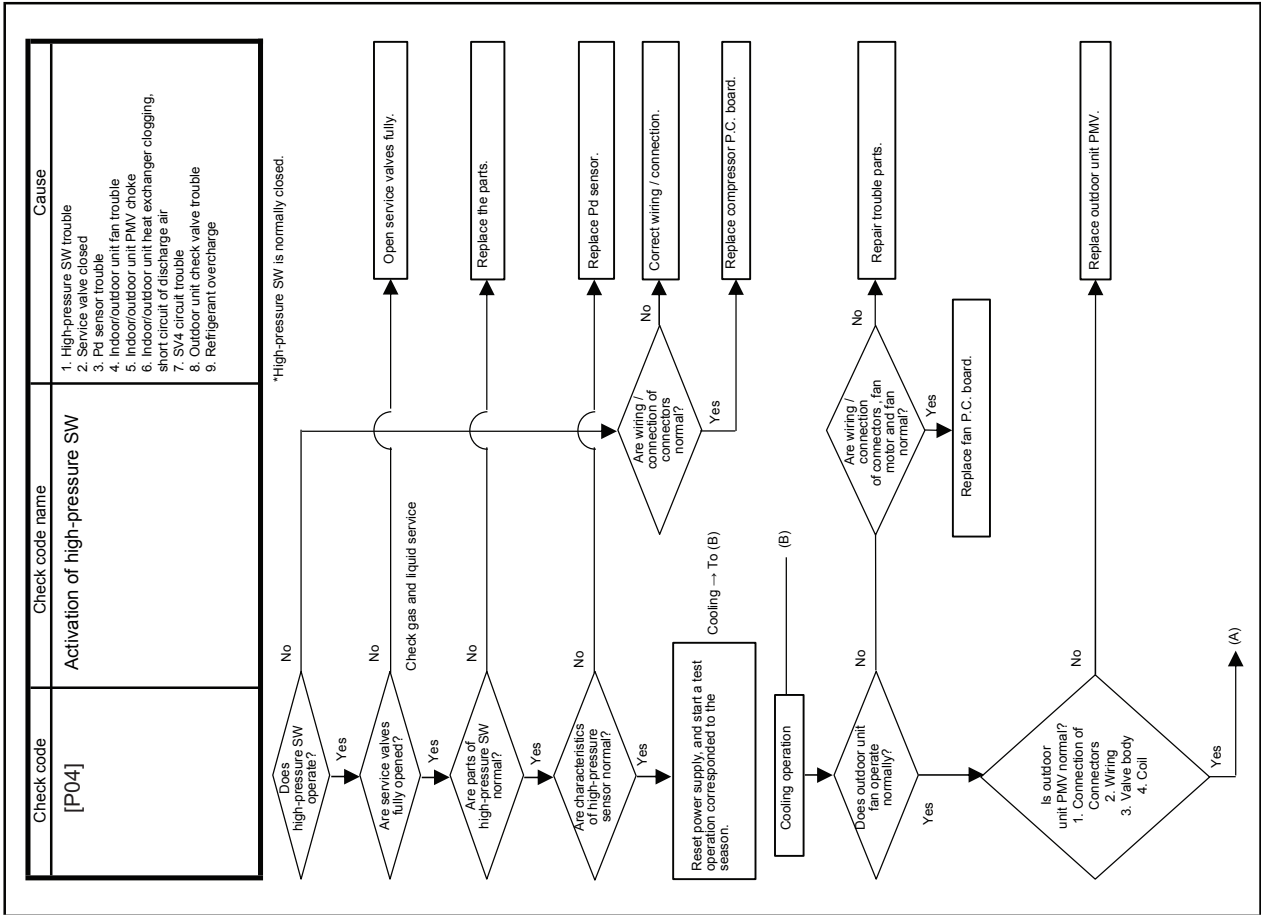 Check code
Check code name
Cause
[P04]
Activation of high-pressure SW
1. High-pressure SW trouble
2. Service valve closed
3. Pd sensor trouble
4. Indoor/outdoor unit fan trouble
5. Indoor/outdoor unit PMV choke
6. Indoor/outdoor unit heat exchanger clogging,
short circuit of discharge air
7. SV4 circuit trouble
8. Outdoor unit check valve trouble
9. Refrigerant overcharge
*High-pressure SW is normally closed.
Does
high-pressure SW
operate?
No
Yes
Are service valves
fully opened?
No
Check gas and liquid service
Open service valves fully.
Yes
Are parts of
high-pressure SW
normal?
No
Replace the parts.
Yes
Are characteristics
of high-pressure
sensor normal?
No
Replace Pd sensor.
Yes
Are wiring /
connection of
connectors
normal?
No
Correct wiring / connection.
Yes
Replace compressor P.C. board.
Reset power supply, and start a test
operation corresponded to the
season.
Cooling → To (B)
Cooling operation
(B)
Does outdoor unit
fan operate
normally?
No
Yes
Are wiring /
connection
of connectors , fan
motor and fan
normal?
No
Repair trouble parts.
Yes
Replace fan P.C. board.
Is outdoor
unit PMV normal?
1. Connection of
Connectors
2. Wiring
3. Valve body
4. Coil
No
Replace outdoor unit PMV.
Yes
(A)